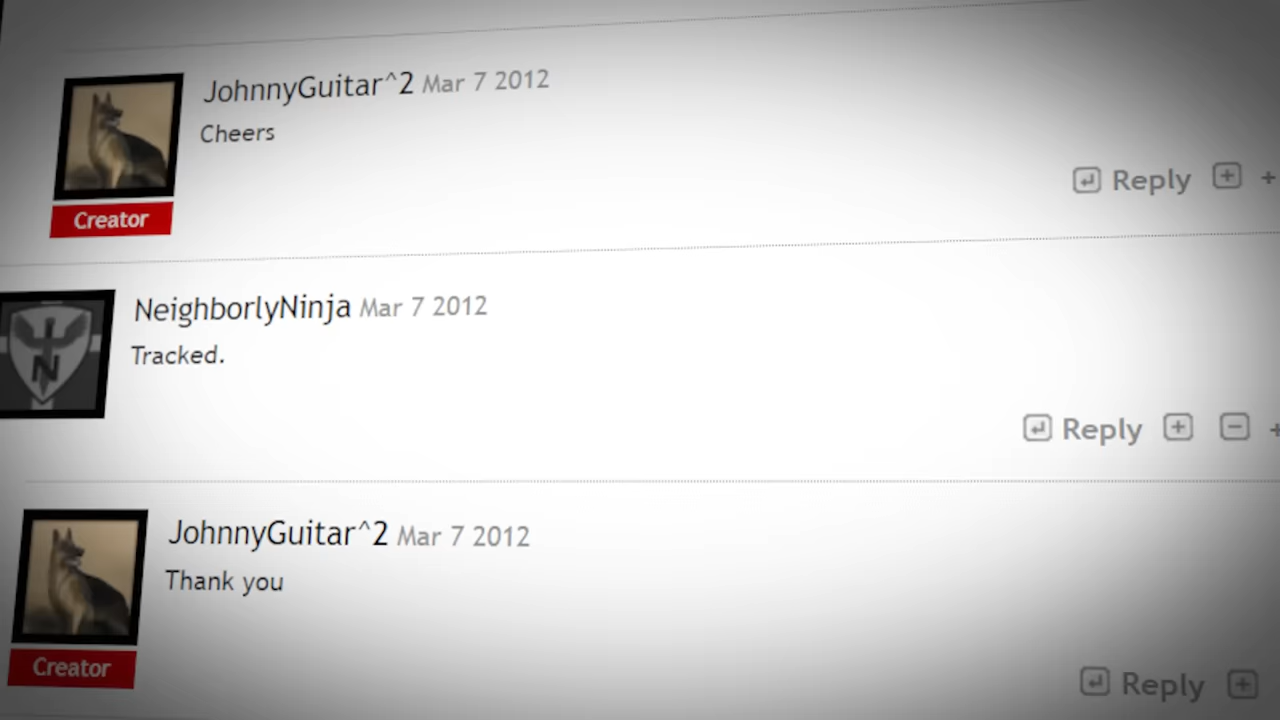 JohnnyGuitar^2 Mar 7 2012
Cheers
Reply
Creator
NeighborlyNinja Mar 7 2012
N
Tracked.
Reply
JohnnyGuitar^2 Mar 7 2012
Thank you
Creator
Reply